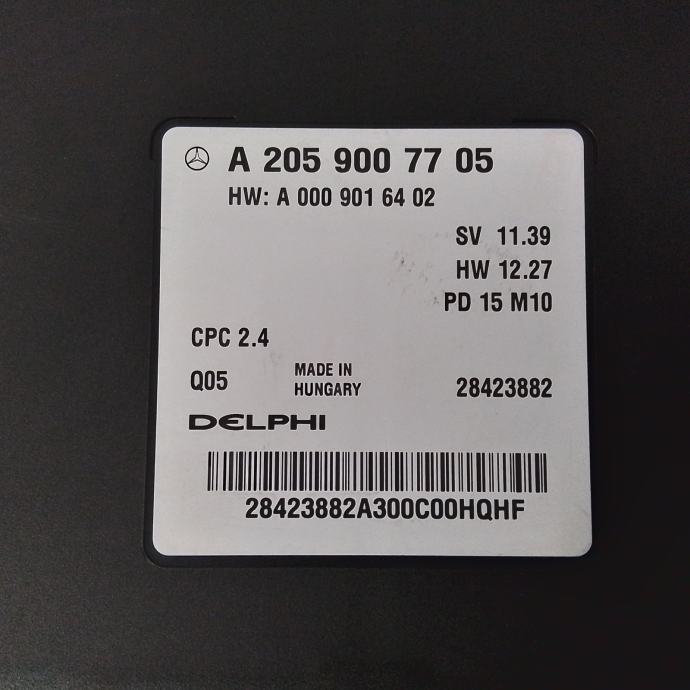 A 205 900 77 05
HW: A 000 901 64 02
SV 11.39
HW 12.27
PD 15 M10
CPC 2.4
Q05
MADE IN
HUNGARY
28423882
DELPHI
28423882A300C00HQHF